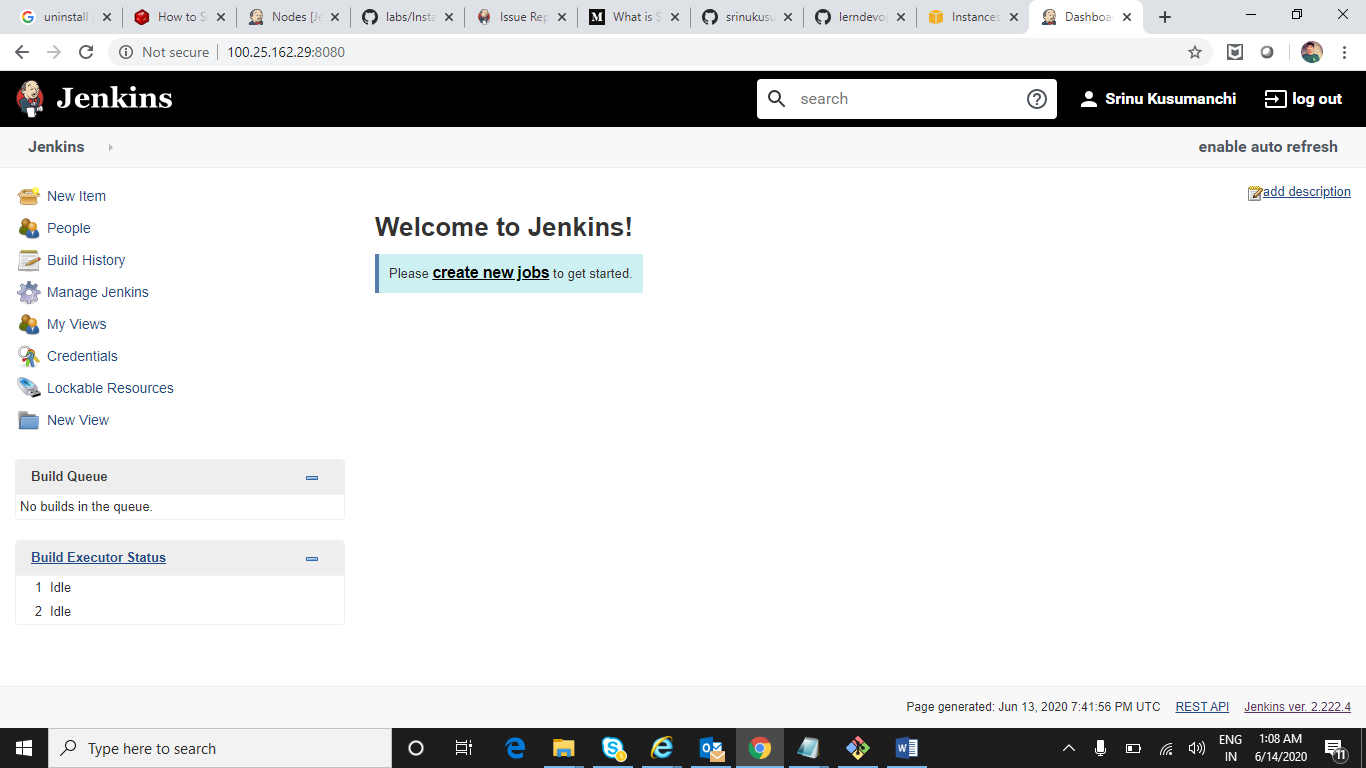 uninstall
How to S
Nodes [Je
labs/Insta
Issue Rep
What is S
srinukusu
lerndevop
Instances
Dashboar
Not secure
100.25.162.29:8080
Jenkins
search
Srinu Kusumanchi
log out
Jenkins
enable auto refresh
New Item
People
Build History
Manage Jenkins
My Views
Credentials
Lockable Resources
New View
add description
Welcome to Jenkins!
Please create new jobs to get started.
Build Queue
No builds in the queue.
Build Executor Status
1 Idle
2 Idle
Page generated: Jun 13, 2020 7:41:56 PM UTC REST API Jenkins ver. 2.222.4
Type here to search
ENG
IN
1:08 AM
6/14/2020
11